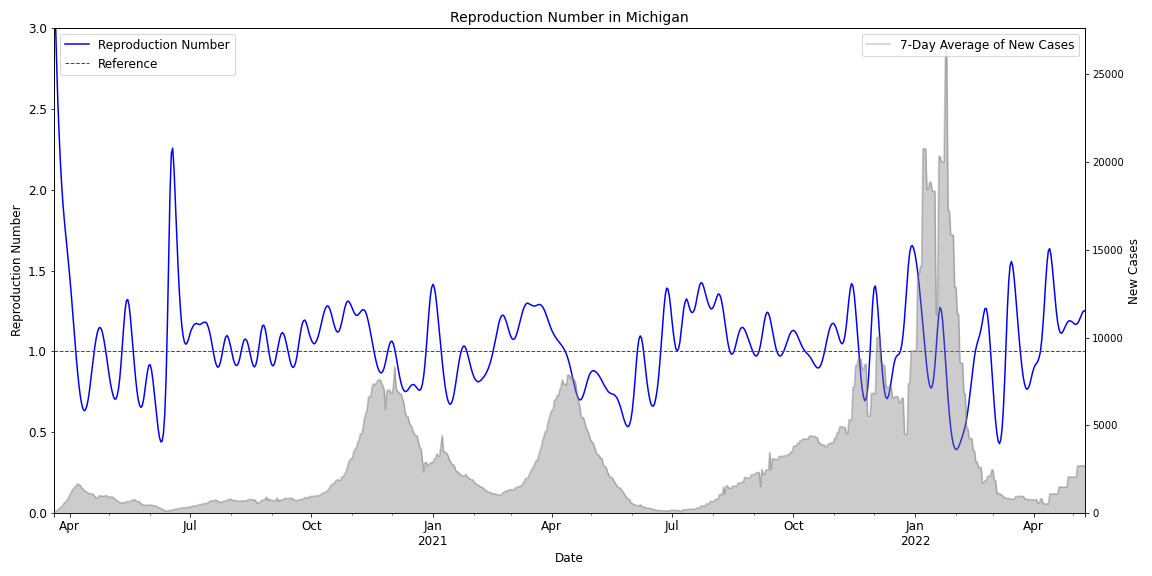 Reproduction Number in Michigan
Reproduction Number
Reference
7-Day Average of New Cases
3.0
2.5
2.0
1.5
1.0
0.5
0.0
Reproduction Number
25000
20000
15000
10000
5000
0
New Cases
Apr
Jul
Oct
Jan
2021
Apr
Jul
Oct
Jan
2022
Apr
Date